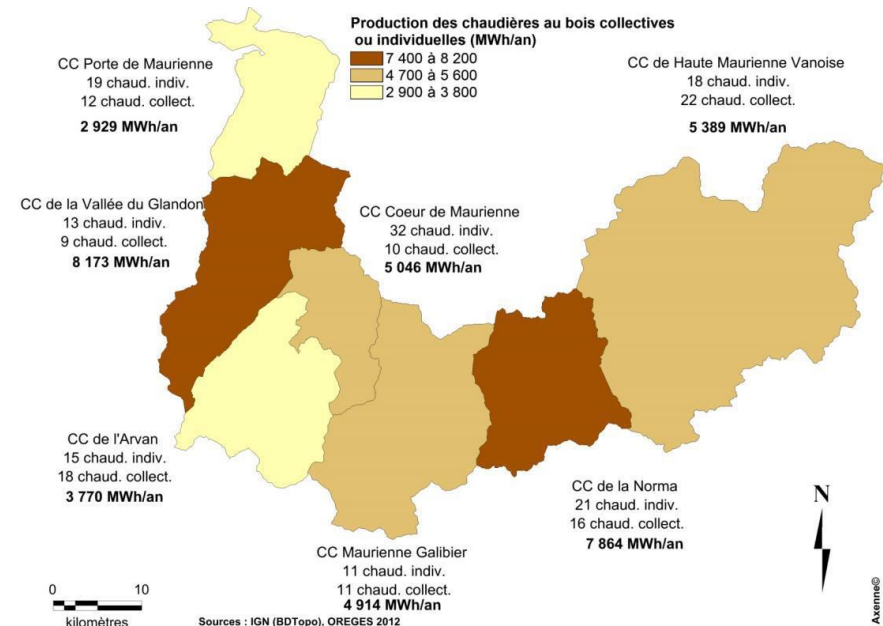 Production des chaudières au bois collectives
ou individuelles (MWh/an)
7 400 à 8 200
4 700 à 5 600
2 900 à 3 800
CC Porte de Maurienne
19 chaud. indiv.
12 chaud. collect.
2 929 MWh/an
CC de Haute Maurienne Vanoise
18 chaud. indiv.
22 chaud. collect.
5 389 MWh/an
CC de la Vallée du Glandon
13 chaud. indiv.
9 chaud. collect.
8 173 MWh/an
CC Coeur de Maurienne
32 chaud. indiv.
10 chaud. collect.
5 046 MWh/an
CC de l'Arvan
15 chaud. indiv.
18 chaud. collect.
3 770 MWh/an
CC de la Norma
21 chaud. indiv.
16 chaud. collect.
7 864 MWh/an
CC Maurienne Galibier
11 chaud. indiv.
11 chaud. collect.
4 914 MWh/an
N
0 10
kilomètres
Sources : IGN (BDTopo), OREGES 2012
Axenne©